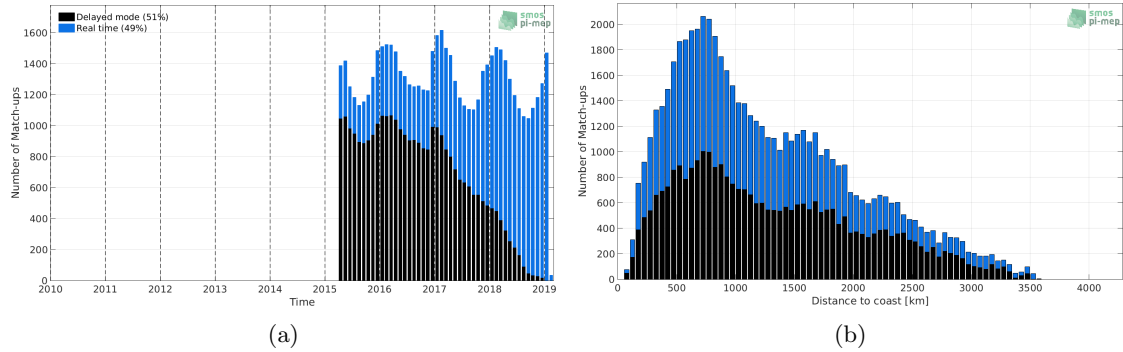 Delayed mode (51%)
Real time (49%)
smos
pi-mep
Number of Match-ups
1600
1400
1200
1000
800
600
400
200
0
2010 2011 2012 2013 2014 2015 2016 2017 2018 2019
Time
(a)
smos
pi-mep
Number of Match-ups
2000
1800
1600
1400
1200
1000
800
600
400
200
0
0 500 1000 1500 2000 2500 3000 3500 4000
Distance to coast [km]
(b)